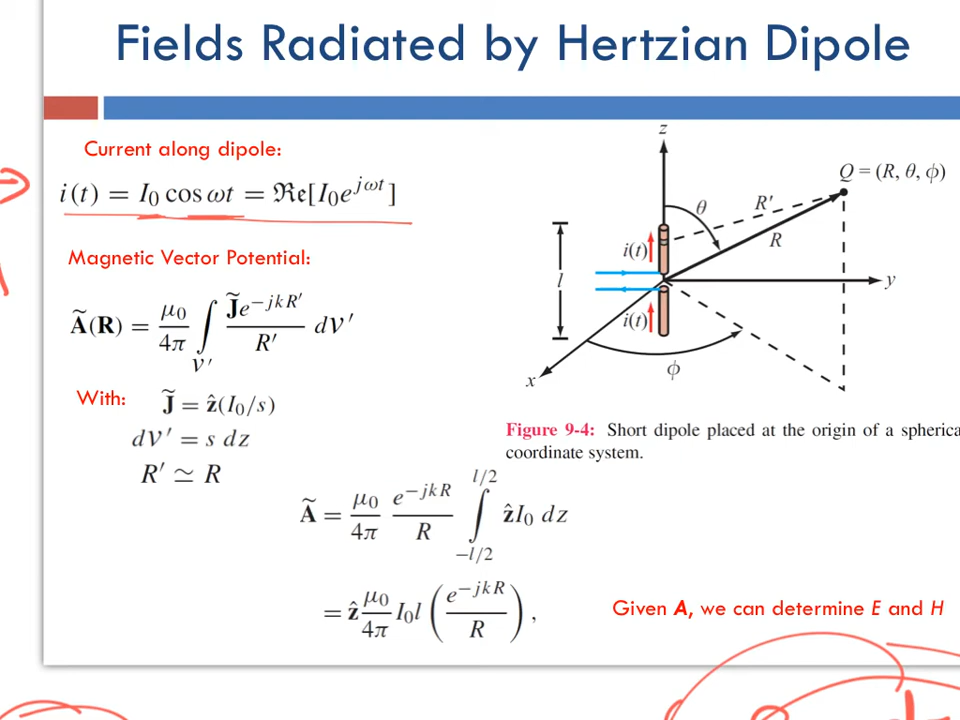 Fields Radiated by Hertzian Dipole
Current along dipole:
i(t) = I₀ cos ωt = ℜe[I₀e^{jωt}]
Magnetic Vector Potential:
Ã(R) = μ₀/4π ∫_{V′} J̃e^{−jkR′}/R′ dV′
With: J̃ = ẑ(I₀/s)
dV′ = s dz
R′ ≃ R
Ã = μ₀/4π e^{−jkR}/R ∫_{−l/2}^{l/2} ẑI₀ dz
= ẑ μ₀/4π I₀l (e^{−jkR}/R),
z
Q = (R, θ, ϕ)
θ
R′
R
i(t)
l
y
i(t)
ϕ
x
Figure 9-4: Short dipole placed at the origin of a spherica
coordinate system.
Given A, we can determine E and H